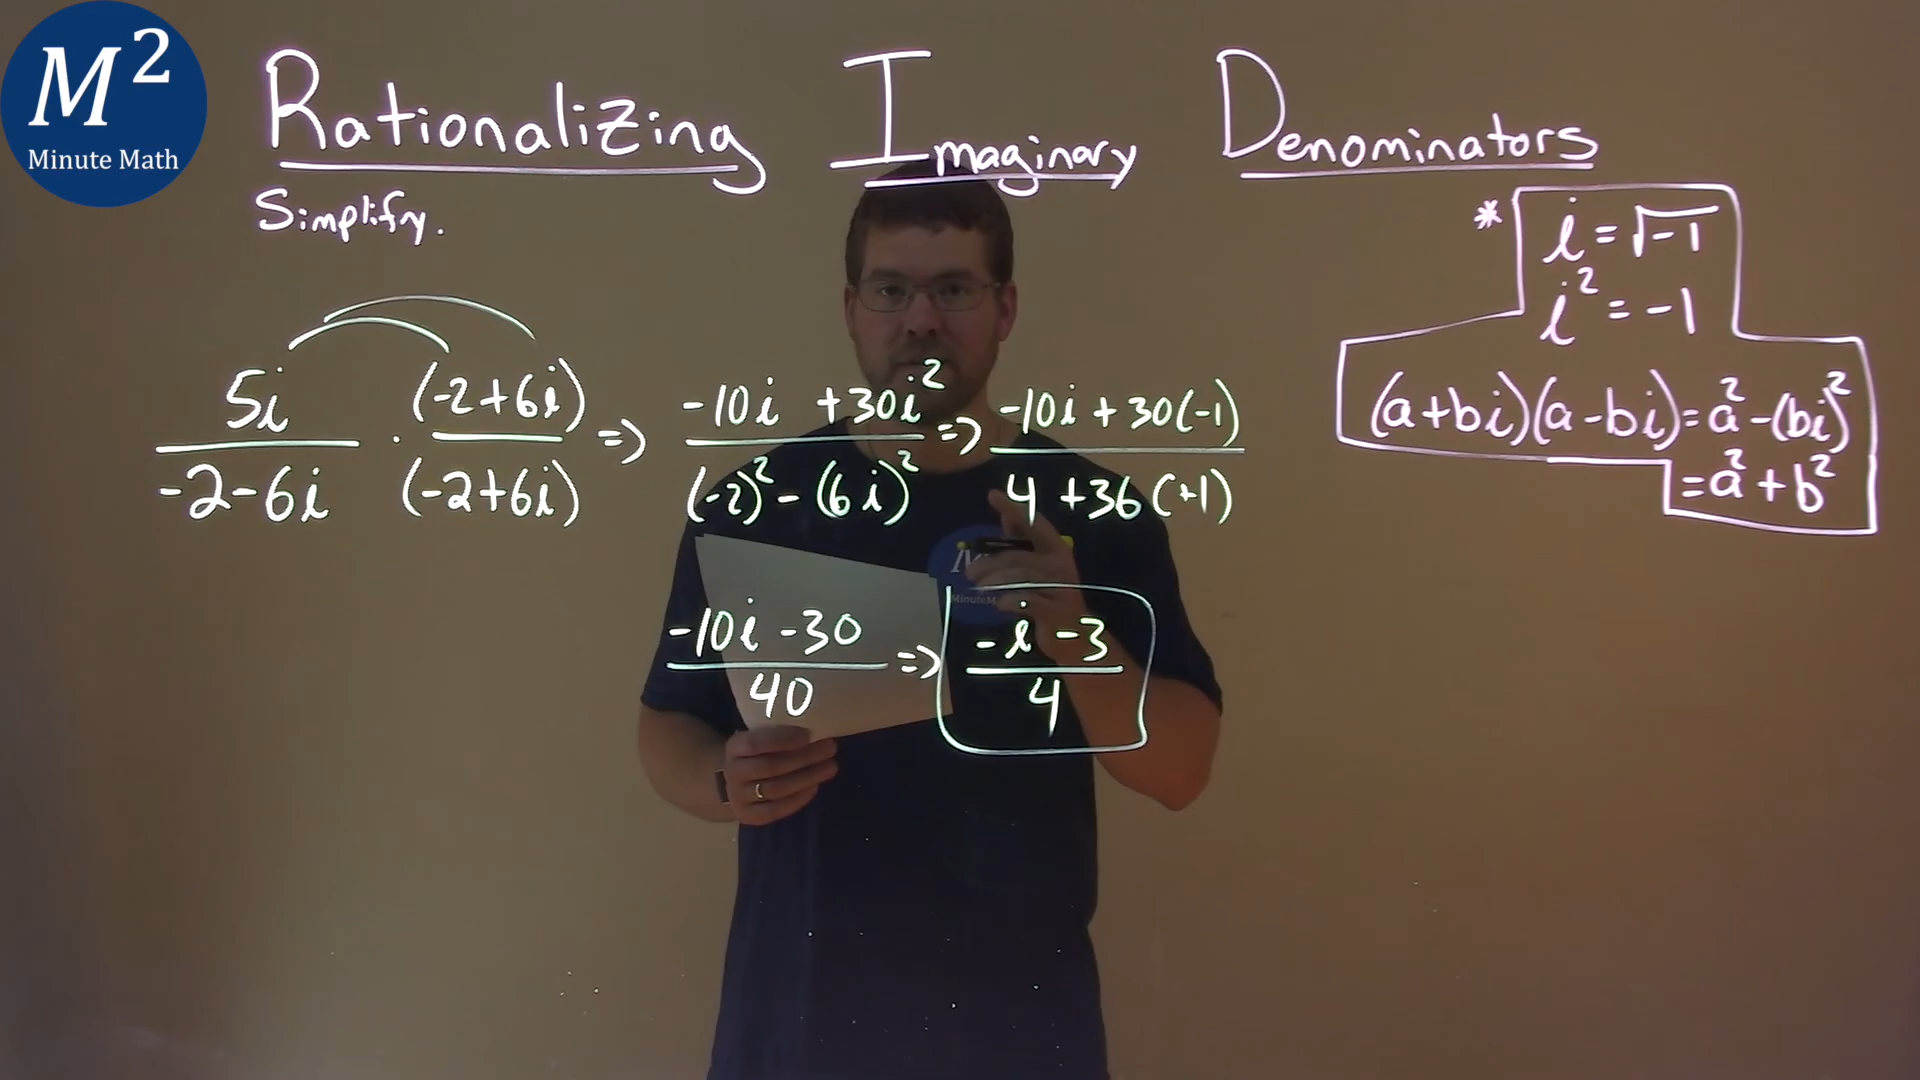 M²
Minute Math
Rationalizing Imaginary Denominators
Simplify.
* i = √-1
i² = -1
(a+bi)(a-bi) = a² - (bi)²
= a² + b²
5i/(-2-6i) · (-2+6i)/(-2+6i) => (-10i + 30i²)/((-2)² - (6i)²) => (-10i + 30(-1))/(4 + 36(+1))
(-10i - 30)/40 => (-i - 3)/4